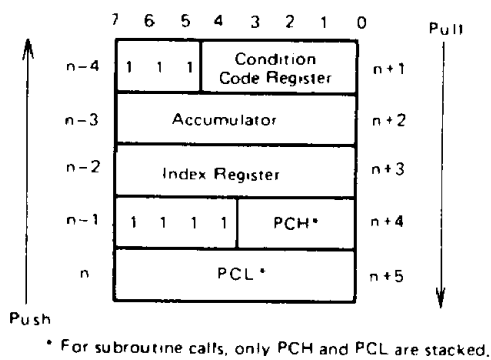 7 6 5 4 3 2 1 0
Pull
n-4 1 1 1 Condition Code Register n+1
n-3 Accumulator n+2
n-2 Index Register n+3
n-1 1 1 1 1 PCH* n+4
n PCL* n+5
Push
* For subroutine calls, only PCH and PCL are stacked.